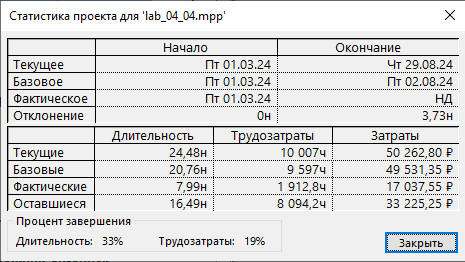 Статистика проекта для 'lab_04_04.mpp'
Начало Окончание
Текущее Пт 01.03.24 Чт 29.08.24
Базовое Пт 01.03.24 Пт 02.08.24
Фактическое Пт 01.03.24 НД
Отклонение 0н 3,73н
Длительность Трудозатраты Затраты
Текущие 24,48н 10 007ч 50 262,80 ₽
Базовые 20,76н 9 597ч 49 531,35 ₽
Фактические 7,99н 1 912,8ч 17 037,55 ₽
Оставшиеся 16,49н 8 094,2ч 33 225,25 ₽
Процент завершения
Длительность: 33% Трудозатраты: 19%
Закрыть